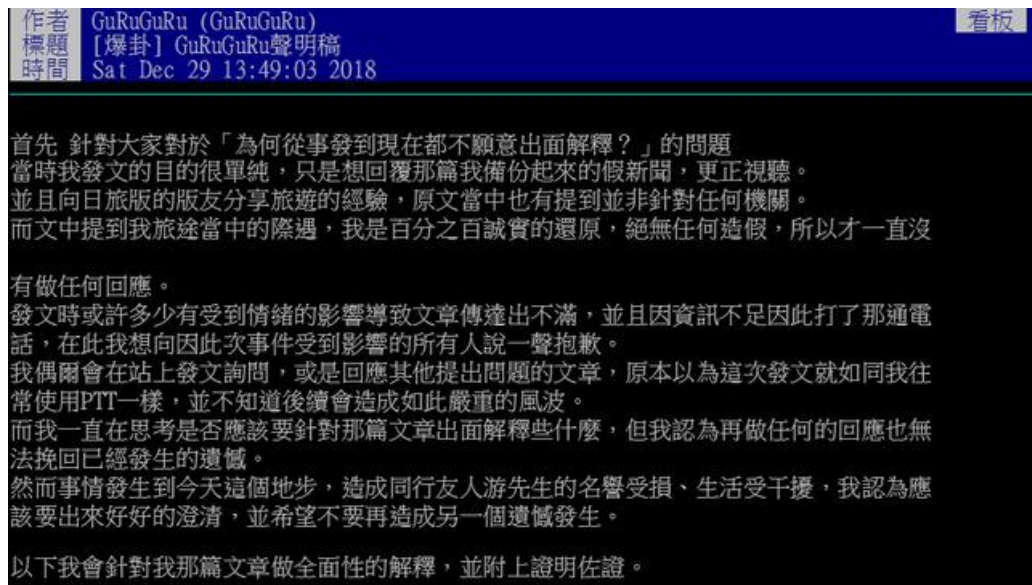 作者 GuRuGuRu (GuRuGuRu) 看板
標題 [爆卦] GuRuGuRu聲明稿
時間 Sat Dec 29 13:49:03 2018
首先 針對大家對於「為何從事發到現在都不願意出面解釋?」的問題
當時我發文的目的很單純,只是想回覆那篇我備份起來的假新聞,更正視聽。
並且向日旅版的版友分享旅遊的經驗,原文當中也有提到並非針對任何機關。
而文中提到我旅途當中的際遇,我是百分之百誠實的還原,絕無任何造假,所以才一直沒
有做任何回應。
發文時或許多少有受到情緒的影響導致文章傳達出不滿,並且因資訊不足因此打了那通電
話,在此我想向因此次事件受到影響的所有人說一聲抱歉。
我偶爾會在站上發文詢問,或是回應其他提出問題的文章,原本以為這次發文就如同我往
常使用PTT一樣,並不知道後續會造成如此嚴重的風波。
而我一直在思考是否應該要針對那篇文章出面解釋些什麼,但我認為再做任何的回應也無
法挽回已經發生的遺憾。
然而事情發生到今天這個地步,造成同行友人游先生的名譽受損、生活受干擾,我認為應
該要出來好好的澄清,並希望不要再造成另一個遺憾發生。
以下我會針對我那篇文章做全面性的解釋,並附上證明佐證。